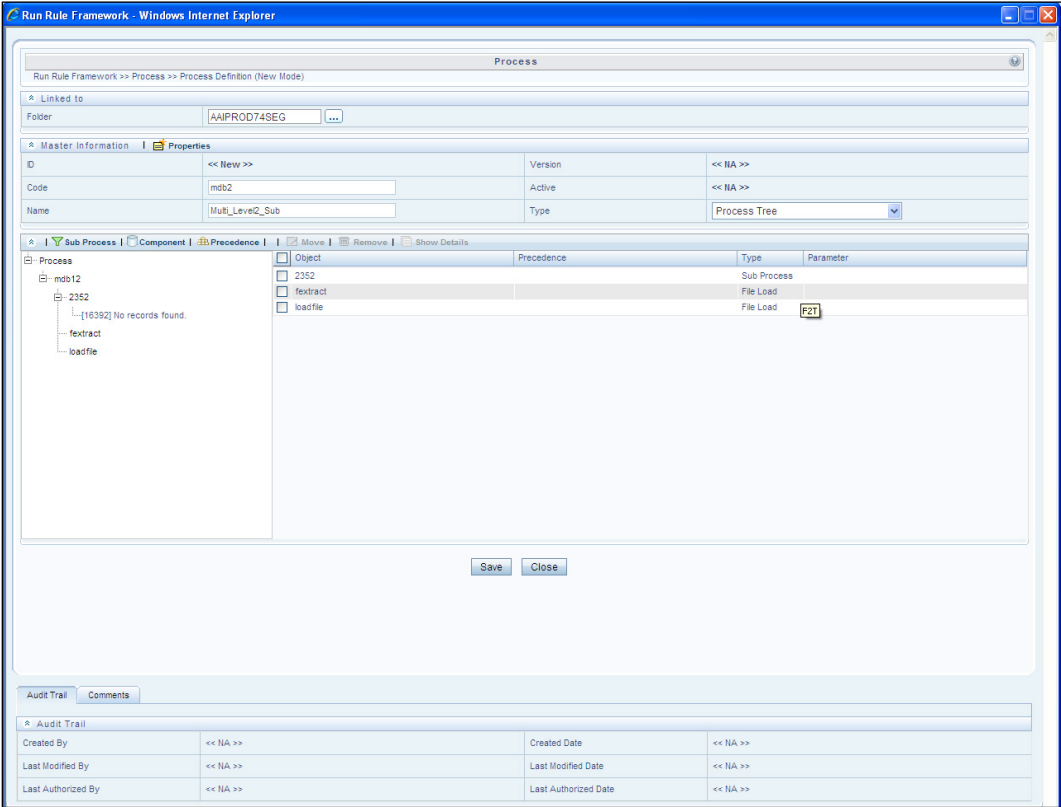 Run Rule Framework - Windows Internet Explorer
Process
Run Rule Framework >> Process >> Process Definition (New Mode)
Linked to
Folder AAIPROD74SEG ...
Master Information | Properties
ID << New >> Version << NA >>
Code mdb2 Active << NA >>
Name Multi_Level2_Sub Type Process Tree
| Sub Process | Component | Precedence | | Move | Remove | Show Details
Process
mdb12
2352
[16392] No records found.
fextract
loadfile
Object Precedence Type Parameter
2352 Sub Process
fextract File Load
loadfile File Load
F2T
Save Close
Audit Trail Comments
Audit Trail
Created By << NA >> Created Date << NA >>
Last Modified By << NA >> Last Modified Date << NA >>
Last Authorized By << NA >> Last Authorized Date << NA >>